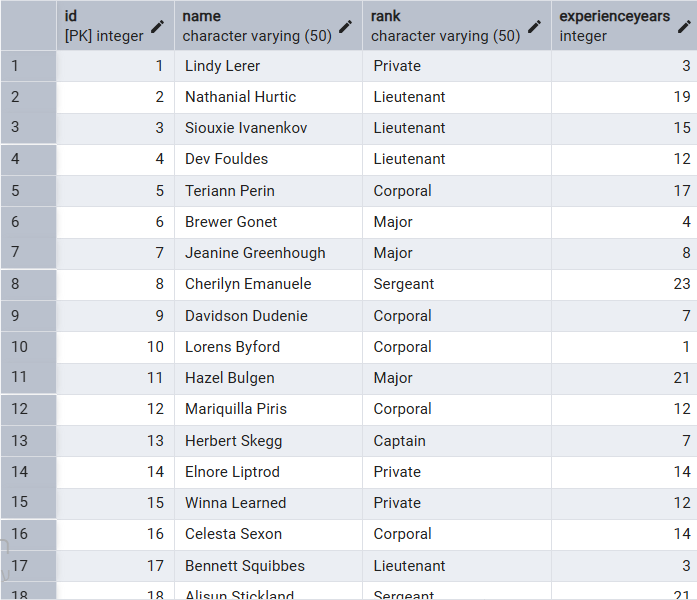 id name rank experienceyears
[PK] integer character varying (50) character varying (50) integer
1 1 Lindy Lerer Private 3
2 2 Nathanial Hurtic Lieutenant 19
3 3 Siouxie Ivanenkov Lieutenant 15
4 4 Dev Fouldes Lieutenant 12
5 5 Teriann Perin Corporal 17
6 6 Brewer Gonet Major 4
7 7 Jeanine Greenhough Major 8
8 8 Cherilyn Emanuele Sergeant 23
9 9 Davidson Dudenie Corporal 7
10 10 Lorens Byford Corporal 1
11 11 Hazel Bulgen Major 21
12 12 Mariquilla Piris Corporal 12
13 13 Herbert Skegg Captain 7
14 14 Elnore Liptrod Private 14
15 15 Winna Learned Private 12
16 16 Celesta Sexon Corporal 14
17 17 Bennett Squibbes Lieutenant 3
18 18 Alisun Stickland Sergeant 21